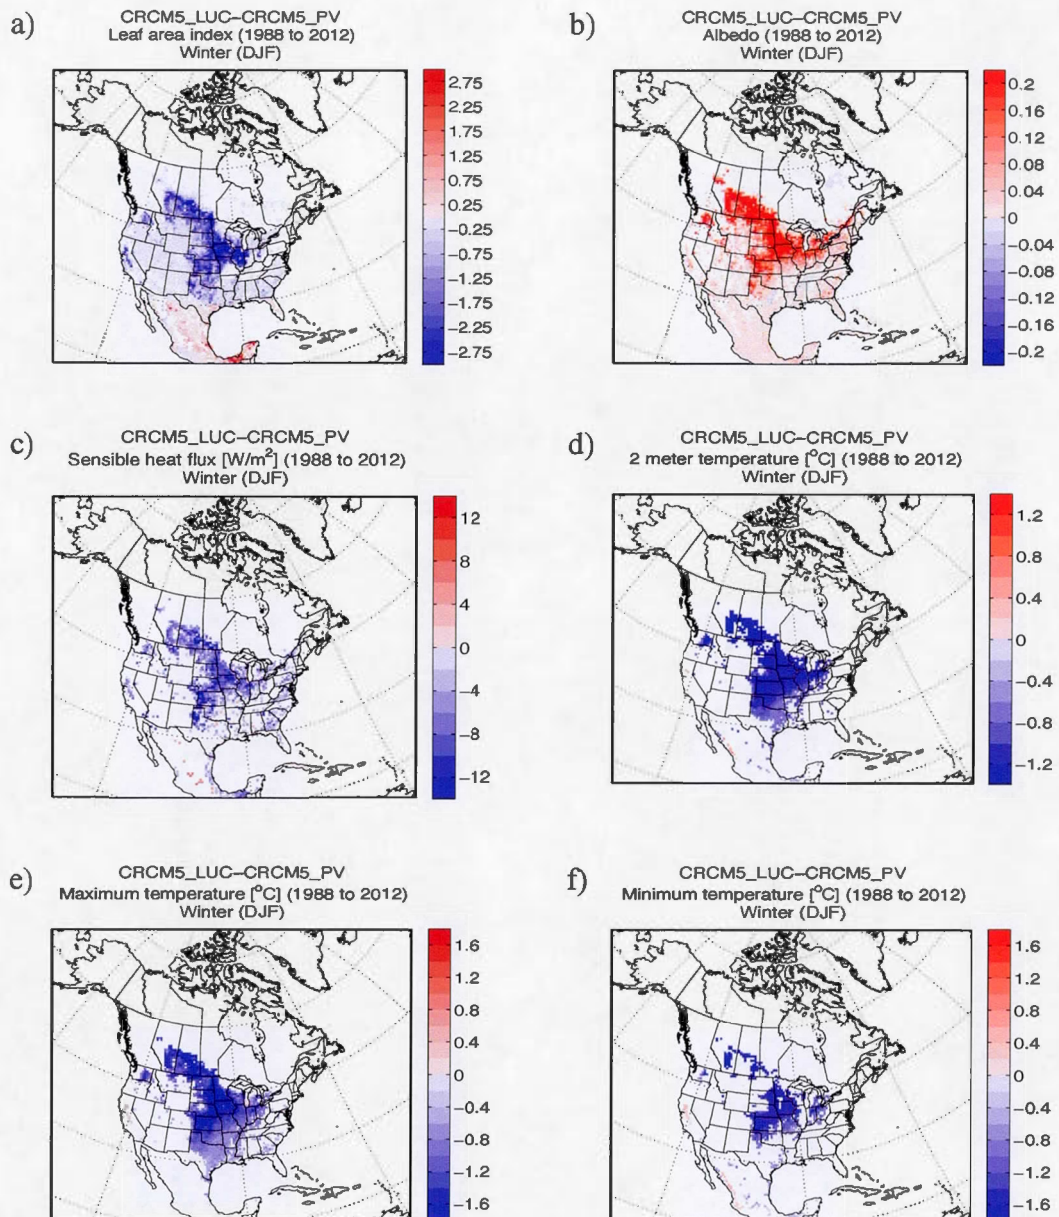 a)
CRCM5_LUC–CRCM5_PV
Leaf area index (1988 to 2012)
Winter (DJF)
2.75
2.25
1.75
1.25
0.75
0.25
−0.25
−0.75
−1.25
−1.75
−2.25
−2.75
b)
CRCM5_LUC–CRCM5_PV
Albedo (1988 to 2012)
Winter (DJF)
0.2
0.16
0.12
0.08
0.04
0
−0.04
−0.08
−0.12
−0.16
−0.2
c)
CRCM5_LUC–CRCM5_PV
Sensible heat flux [W/m²] (1988 to 2012)
Winter (DJF)
12
8
4
0
−4
−8
−12
d)
CRCM5_LUC–CRCM5_PV
2 meter temperature [°C] (1988 to 2012)
Winter (DJF)
1.2
0.8
0.4
0
−0.4
−0.8
−1.2
e)
CRCM5_LUC–CRCM5_PV
Maximum temperature [°C] (1988 to 2012)
Winter (DJF)
1.6
1.2
0.8
0.4
0
−0.4
−0.8
−1.2
−1.6
f)
CRCM5_LUC–CRCM5_PV
Minimum temperature [°C] (1988 to 2012)
Winter (DJF)
1.6
1.2
0.8
0.4
0
−0.4
−0.8
−1.2
−1.6